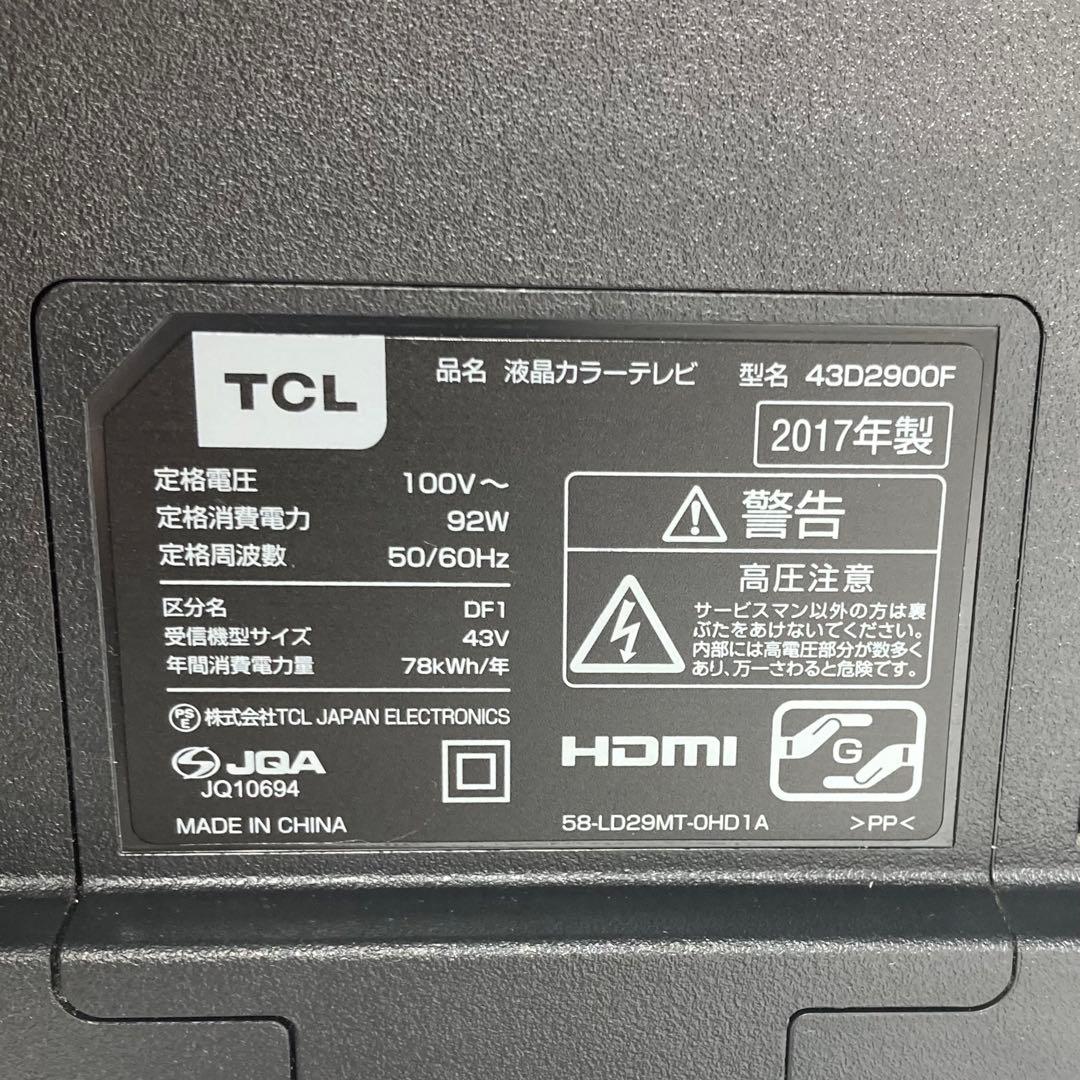 TCL
品名 液晶カラーテレビ 型名 43D2900F
2017年製
定格電圧 100V～
定格消費電力 92W
定格周波數 50/60Hz
区分名 DF1
受信機型サイズ 43V
年間消費電力量 78kWh/年
PSE 株式会社TCL JAPAN ELECTRONICS
JQA
JQ10694
MADE IN CHINA
警告
高圧注意
サービスマン以外の方は裏
ぶたをあけないでください。
内部には高電圧部分が数多く
あり、万一さわると危険です。
HDMI
G
58-LD29MT-0HD1A
>PP<